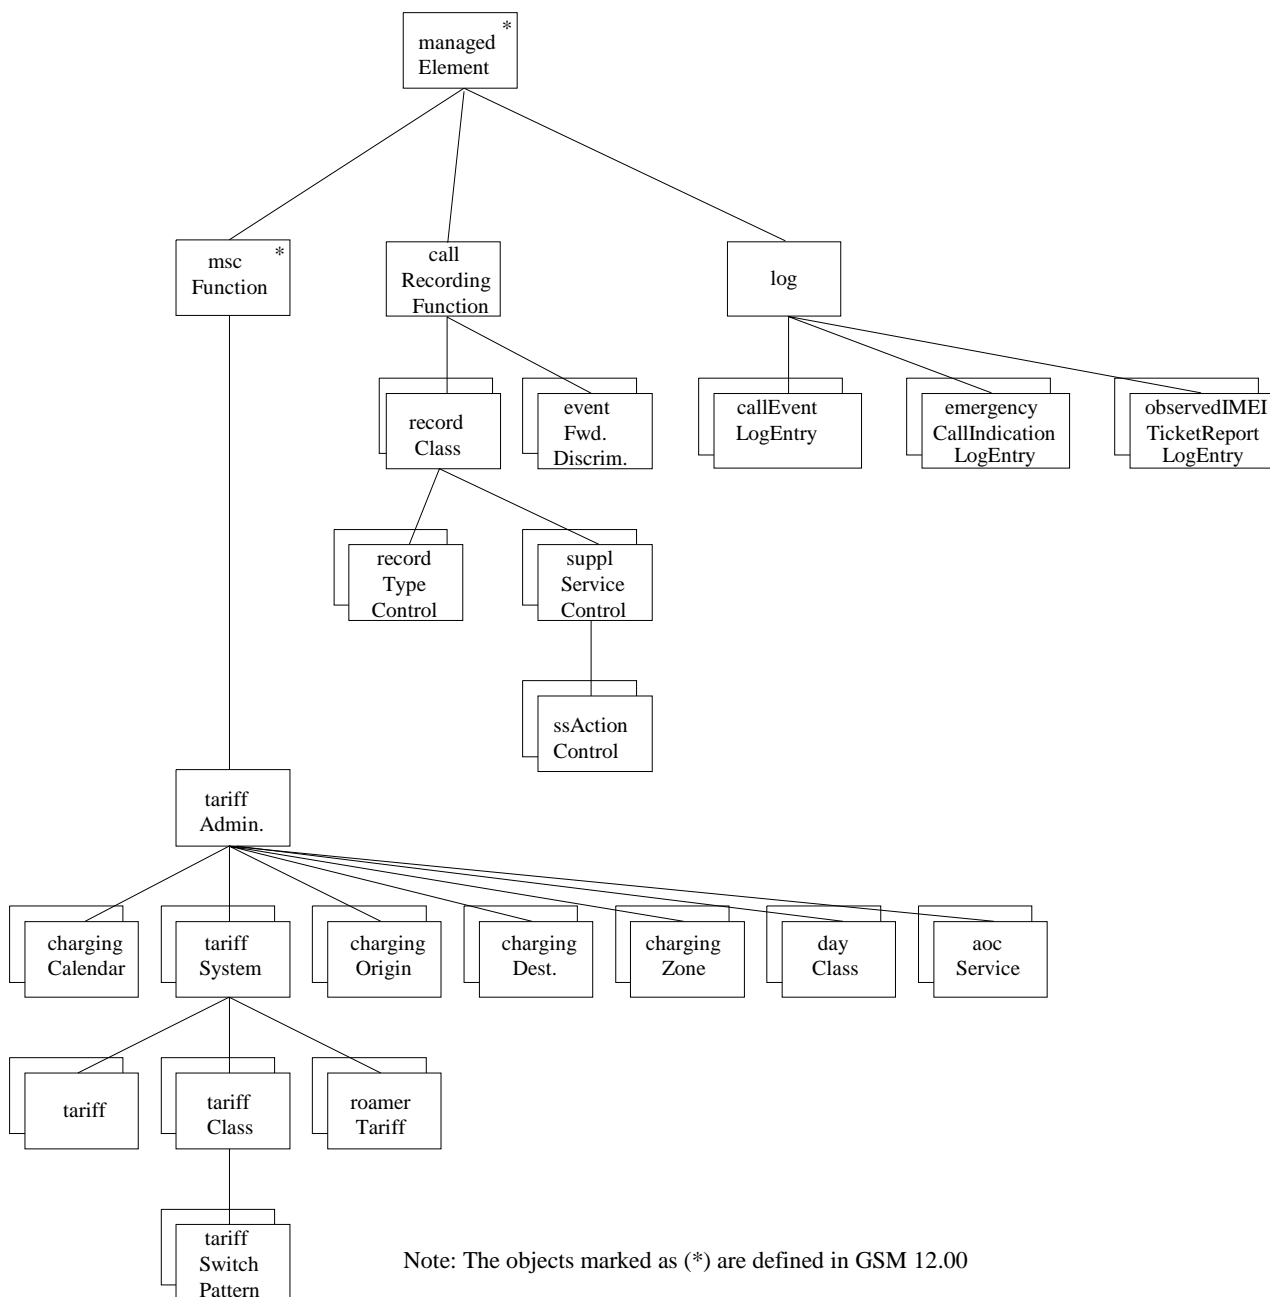 *
managed
Element
msc
Function
*
call
Recording
Function
log
record
Class
event
Fwd.
Discrim.
callEvent
LogEntry
emergency
CallIndication
LogEntry
observedIMEI
TicketReport
LogEntry
record
Type
Control
suppl
Service
Control
ssAction
Control
tariff
Admin.
charging
Calendar
tariff
System
charging
Origin
charging
Dest.
charging
Zone
day
Class
aoc
Service
tariff
tariff
Class
roamer
Tariff
tariff
Switch
Pattern
Note: The objects marked as (*) are defined in GSM 12.00